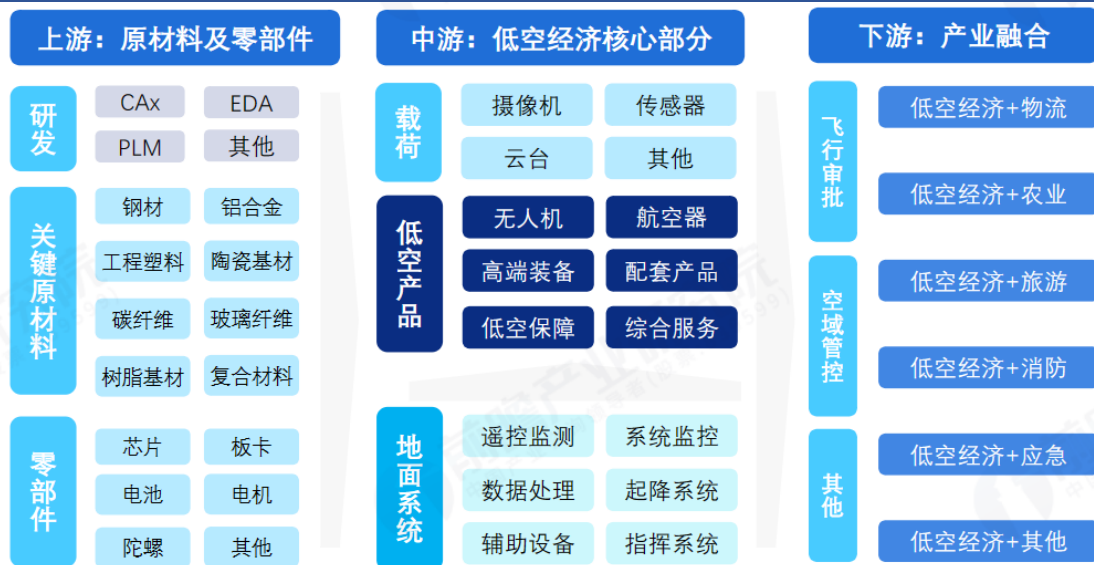 上游：原材料及零部件
研发
CAx
EDA
PLM
其他
关键原材料
钢材
铝合金
工程塑料
陶瓷基材
碳纤维
玻璃纤维
树脂基材
复合材料
零部件
芯片
板卡
电池
电机
陀螺
其他
中游：低空经济核心部分
载荷
摄像机
传感器
云台
其他
低空产品
无人机
航空器
高端装备
配套产品
低空保障
综合服务
地面系统
遥控监测
系统监控
数据处理
起降系统
辅助设备
指挥系统
下游：产业融合
飞行审批
空域管控
其他
低空经济+物流
低空经济+农业
低空经济+旅游
低空经济+消防
低空经济+应急
低空经济+其他